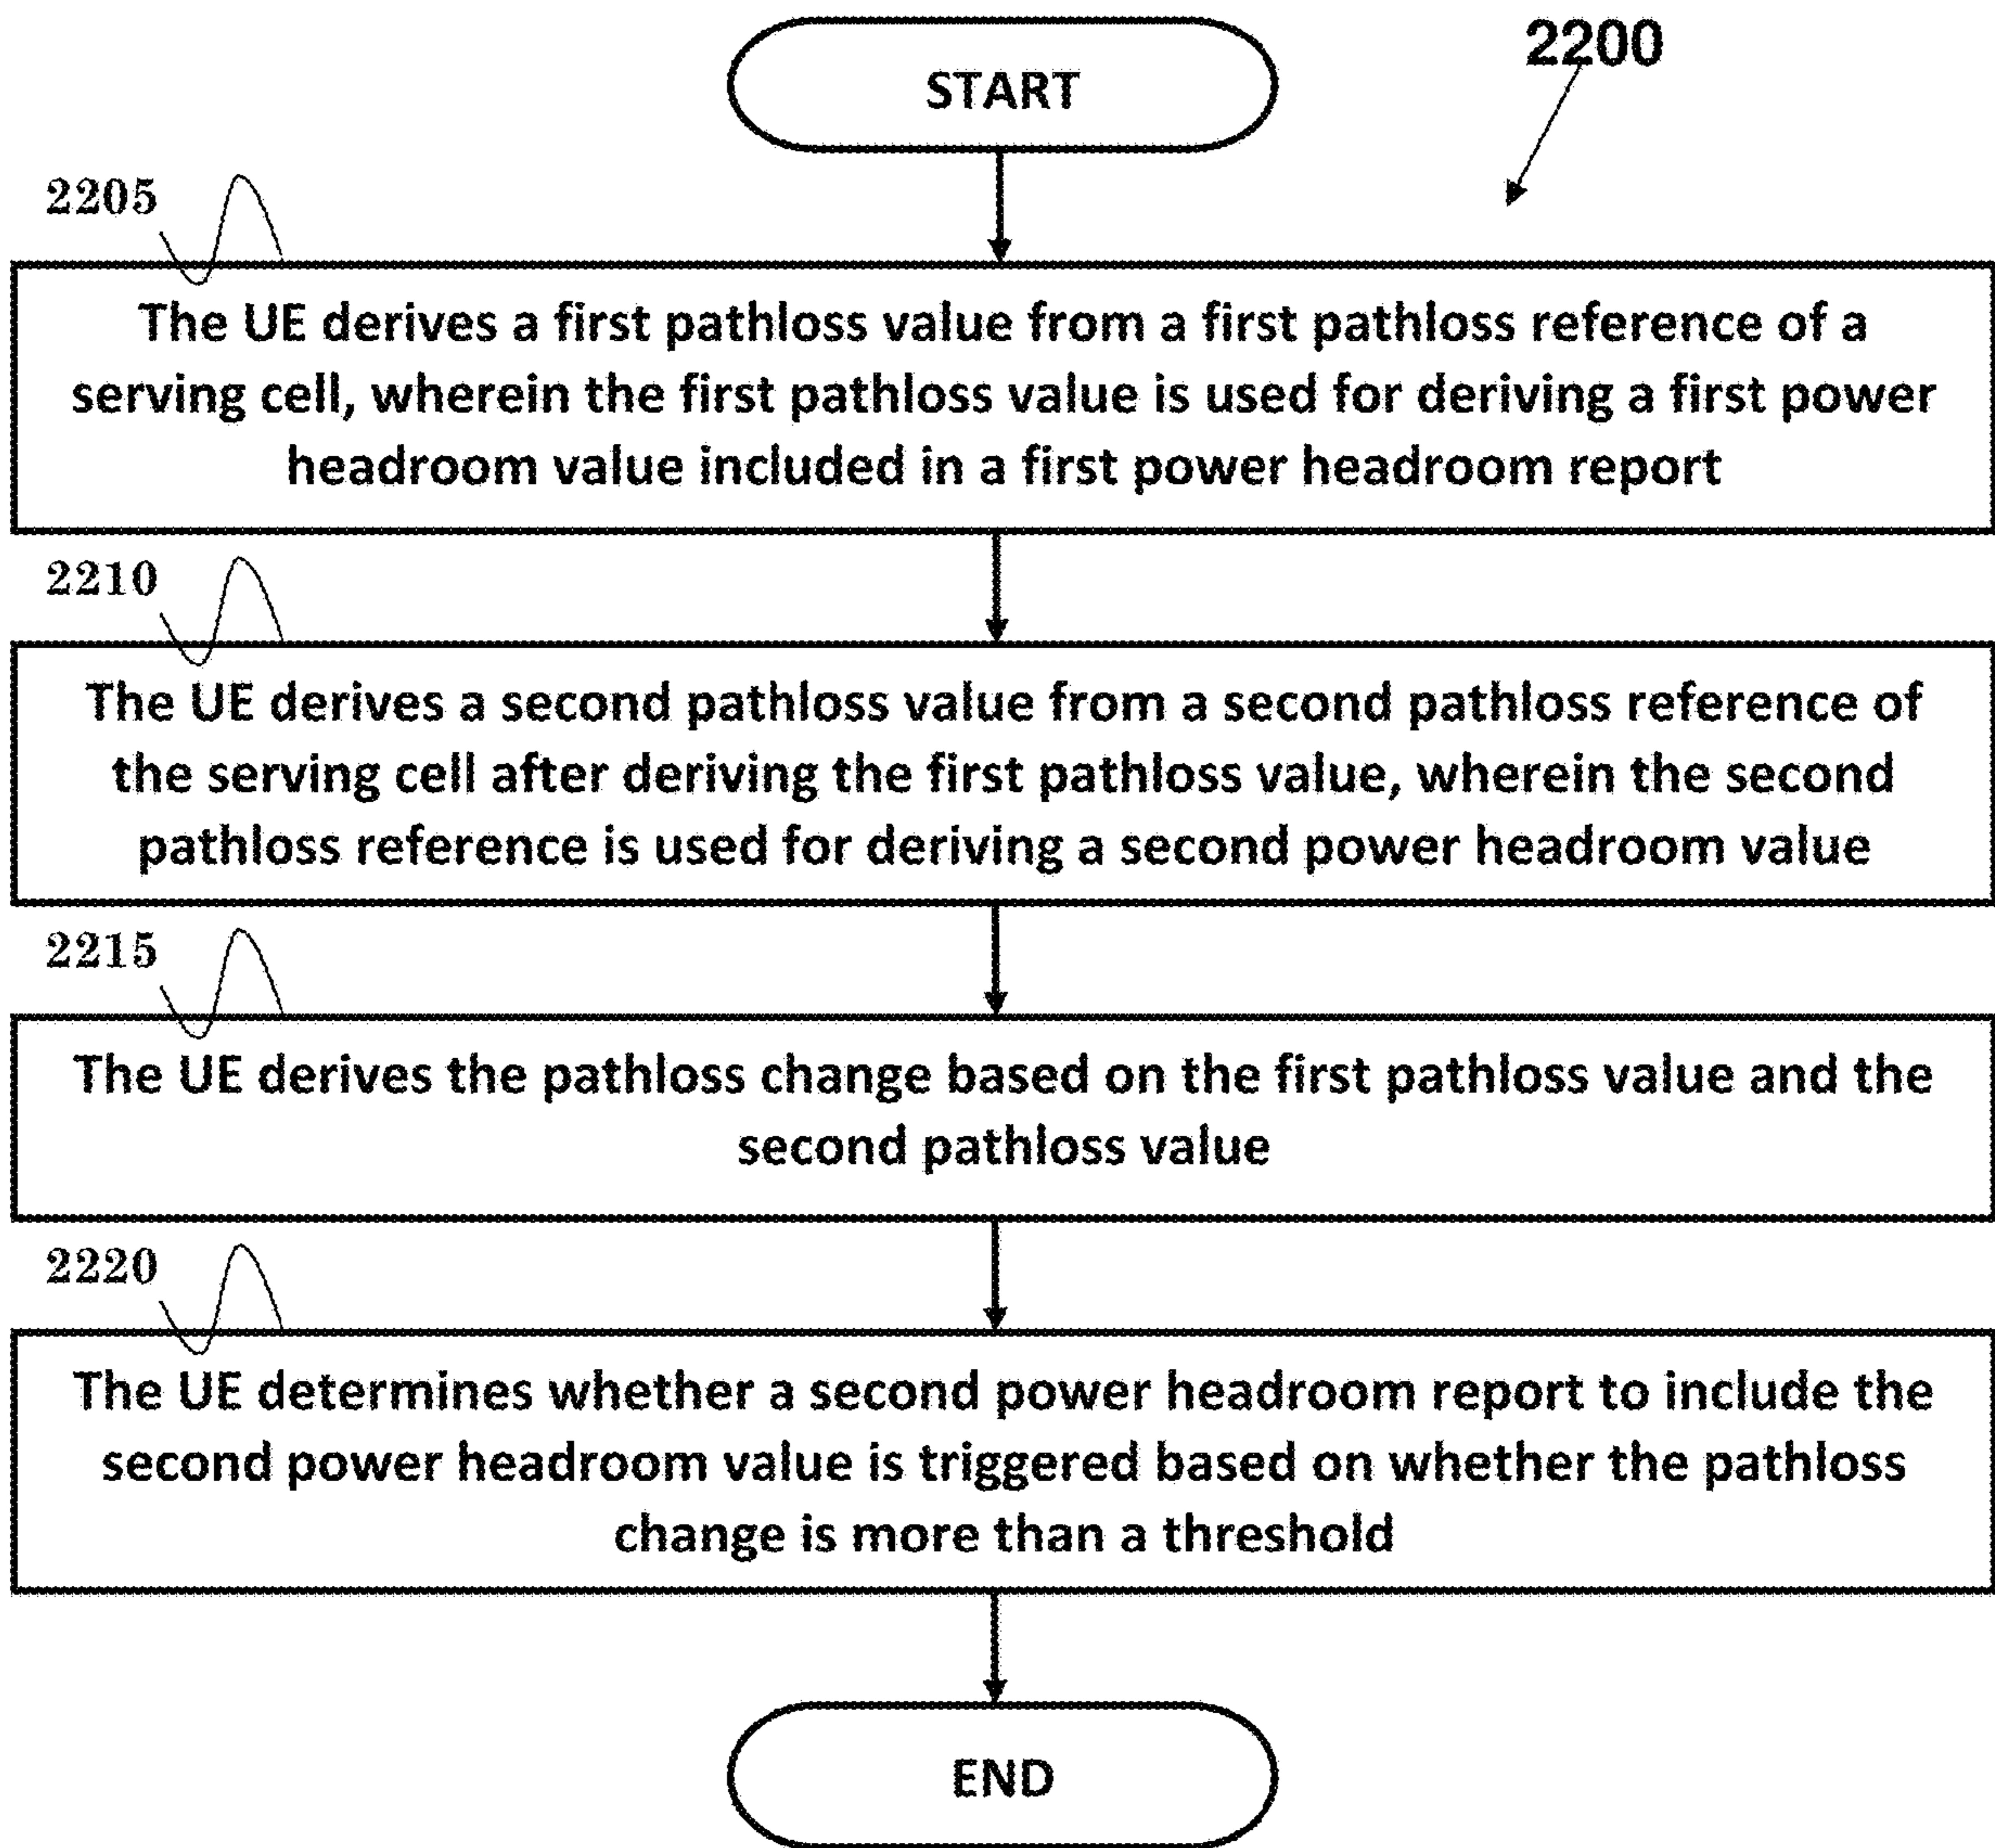 START
2200
2205
The UE derives a first pathloss value from a first pathloss reference of a
serving cell, wherein the first pathloss value is used for deriving a first power
headroom value included in a first power headroom report
2210
The UE derives a second pathloss value from a second pathloss reference of
the serving cell after deriving the first pathloss value, wherein the second
pathloss reference is used for deriving a second power headroom value
2215
The UE derives the pathloss change based on the first pathloss value and the
second pathloss value
2220
The UE determines whether a second power headroom report to include the
second power headroom value is triggered based on whether the pathloss
change is more than a threshold
END